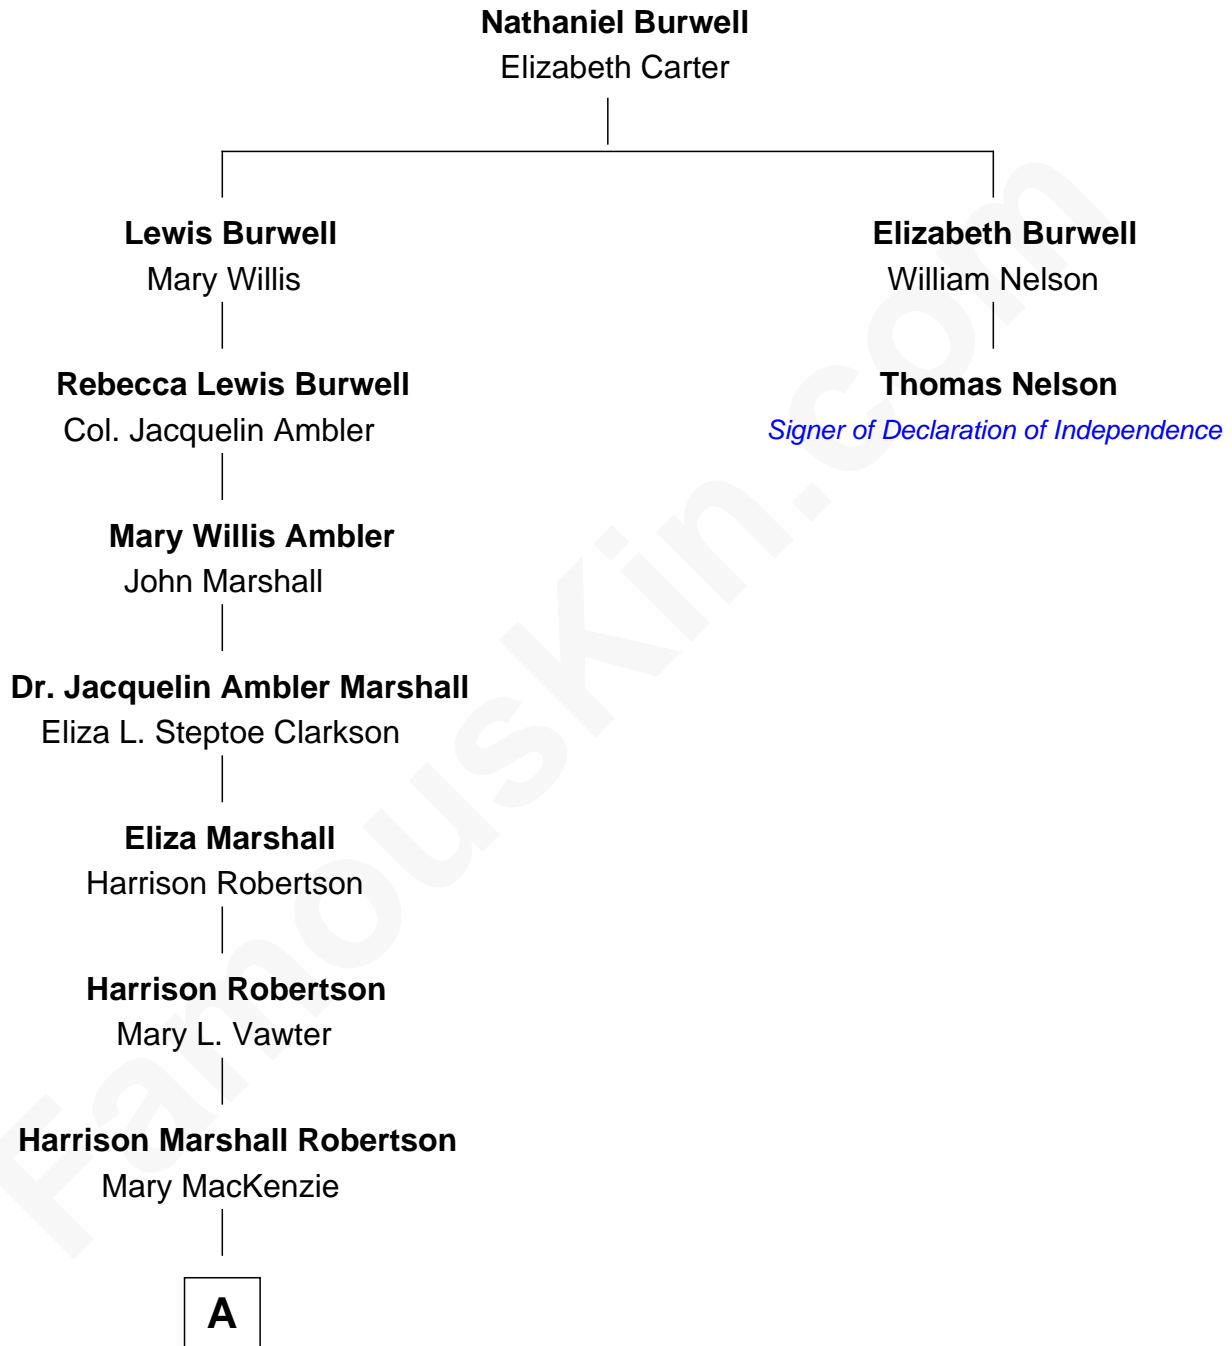 Nathaniel Burwell
Elizabeth Carter
Lewis Burwell
Mary Willis
Elizabeth Burwell
William Nelson
Rebecca Lewis Burwell
Col. Jacquelin Ambler
Thomas Nelson
Signer of Declaration of Independence
Mary Willis Ambler
John Marshall
Dr. Jacquelin Ambler Marshall
Eliza L. Steptoe Clarkson
Eliza Marshall
Harrison Robertson
Harrison Robertson
Mary L. Vawter
Harrison Marshall Robertson
Mary MacKenzie
A
FamousKin.com